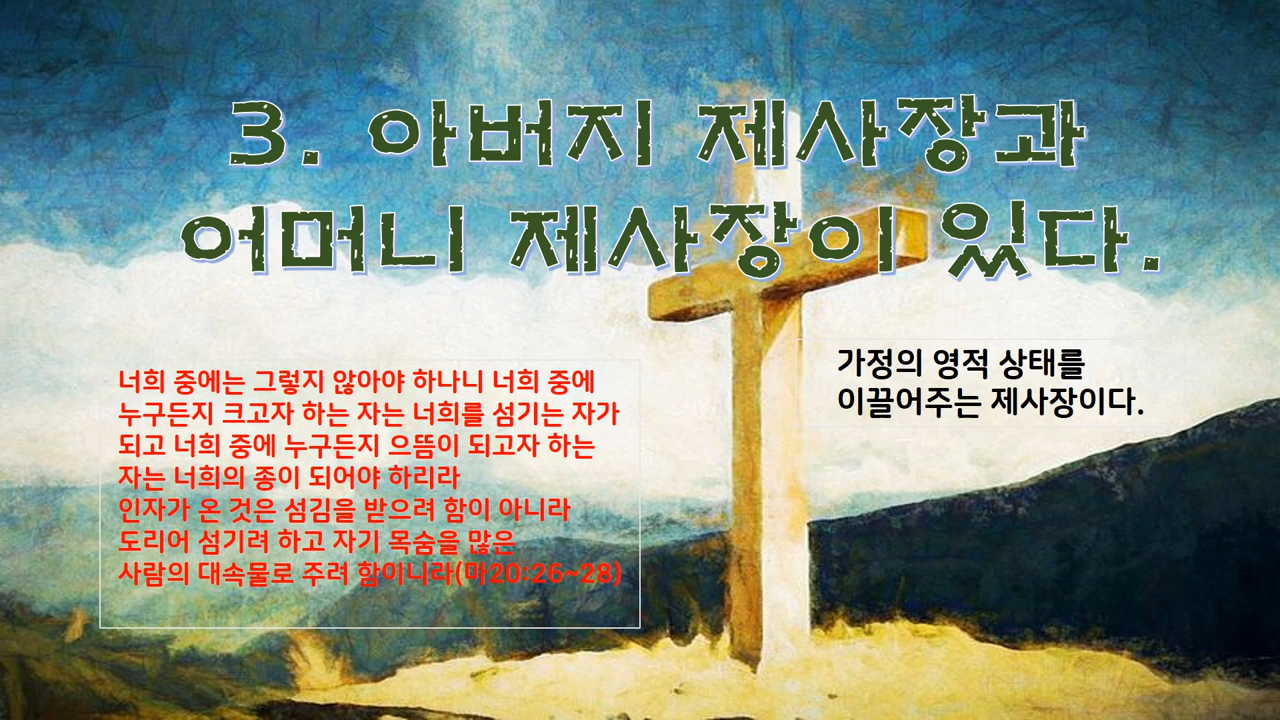 3. 아버지 제사장과
어머니 제사장이 있다.
너희 중에는 그렇지 않아야 하나니 너희 중에
누구든지 크고자 하는 자는 너희를 섬기는 자가
되고 너희 중에 누구든지 으뜸이 되고자 하는
자는 너희의 종이 되어야 하리라
인자가 온 것은 섬김을 받으려 함이 아니라
도리어 섬기려 하고 자기 목숨을 많은
사람의 대속물로 주려 함이니라(마20:26~28)
가정의 영적 상태를
이끌어주는 제사장이다.